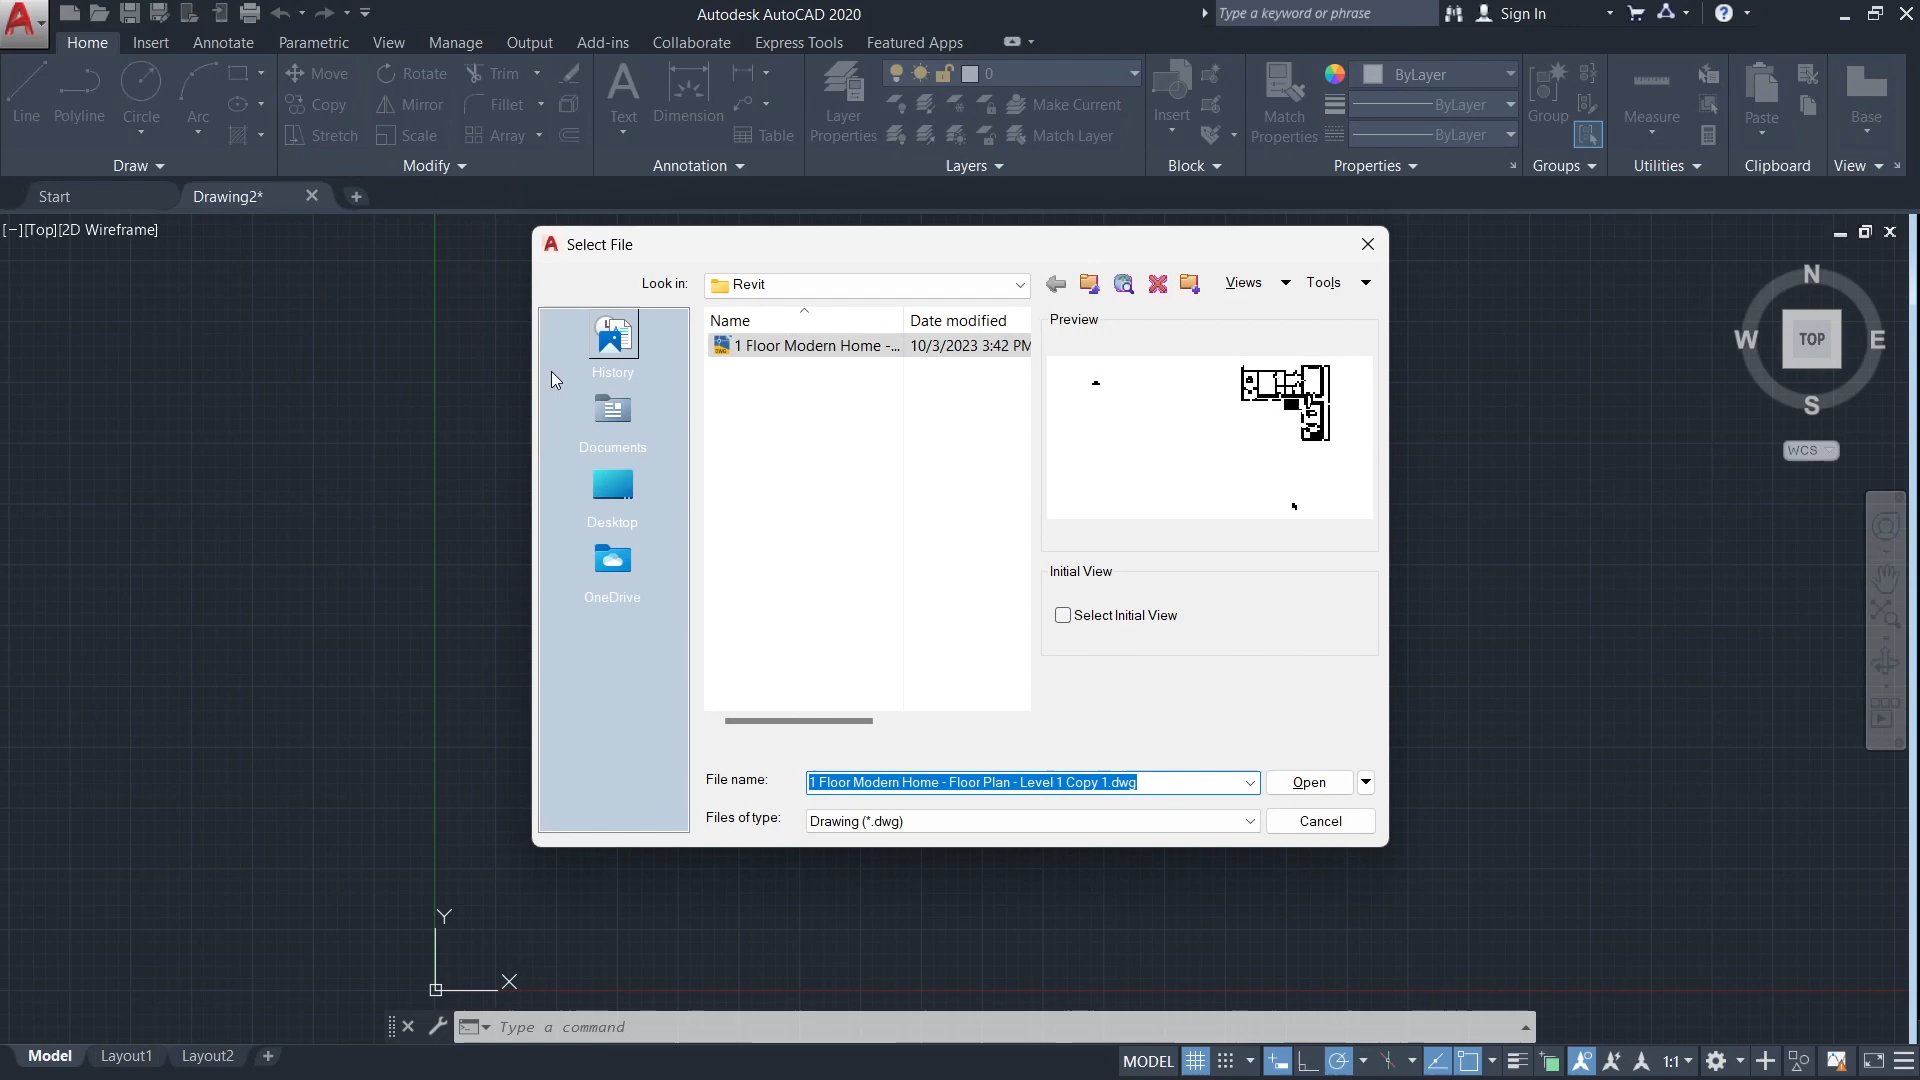 Autodesk AutoCAD 2020
Type a keyword or phrase
Sign In
Home Insert Annotate Parametric View Manage Output Add-ins Collaborate Express Tools Featured Apps
Line Polyline Circle Arc
Move Rotate Trim
Copy Mirror Fillet
Stretch Scale Array
Text Dimension Table
Layer Properties
0
Make Current
Match Layer
Insert
Match Properties
ByLayer
ByLayer
ByLayer
Group
Measure
Paste
Base
Draw Modify Annotation Layers Block Properties Groups Utilities Clipboard View
Start Drawing2*
[−][Top][2D Wireframe]
Select File
Look in: Revit Views Tools
Name Date modified
1 Floor Modern Home -... 10/3/2023 3:42 PM
DWG
History
Documents
Desktop
OneDrive
Preview
Initial View
Select Initial View
File name: 1 Floor Modern Home - Floor Plan - Level 1 Copy 1.dwg Open
Files of type: Drawing (*.dwg) Cancel
N
W TOP E
S
WCS
Y
X
Type a command
Model Layout1 Layout2
MODEL 1:1